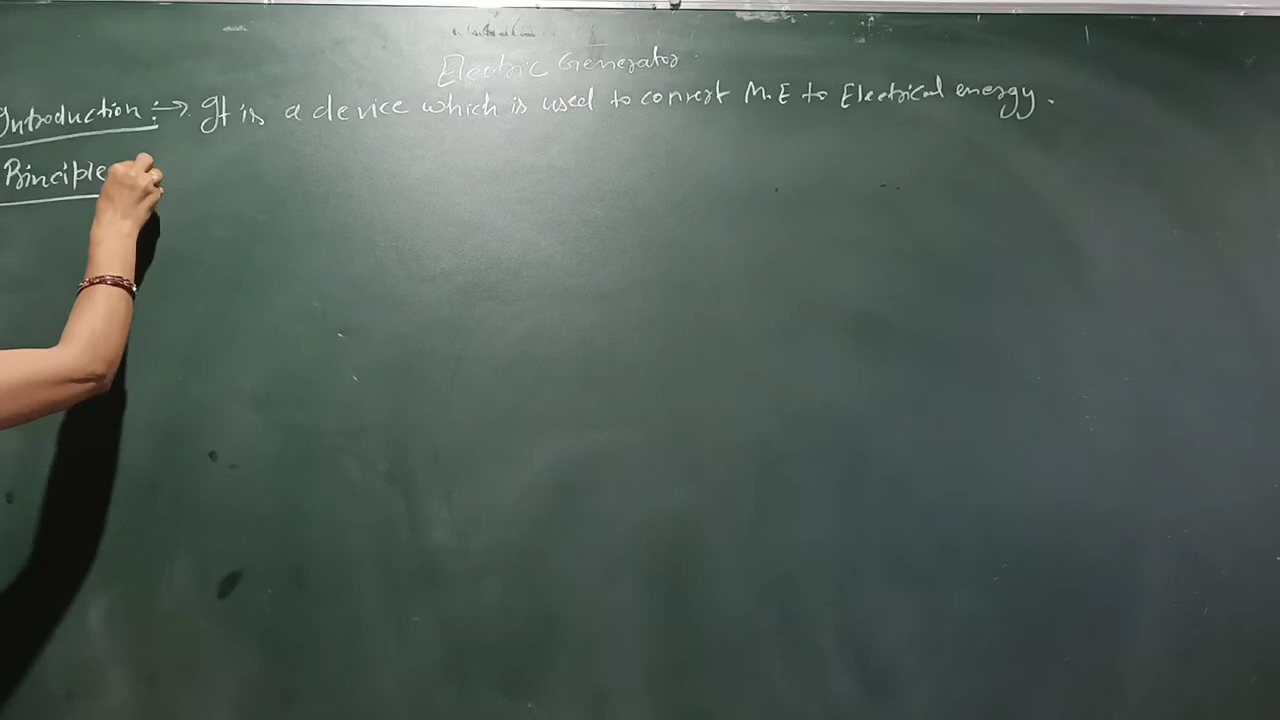 Electric Generator
Introduction :→ It is a device which is used to convert M.E to Electrical energy.
Principle